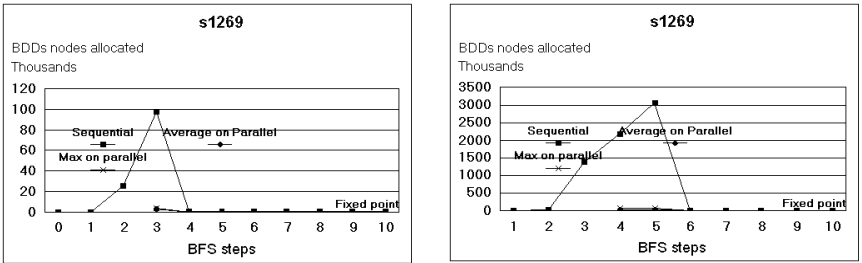 s1269
BDDs nodes allocated
Thousands
120
100
80
60
40
20
0
Sequential
Average on Parallel
Max on parallel
Fixed point
0 1 2 3 4 5 6 7 8 9 10
BFS steps
s1269
BDDs nodes allocated
Thousands
3500
3000
2500
2000
1500
1000
500
0
Sequential
Average on Parallel
Max on parallel
Fixed point
1 2 3 4 5 6 7 8 9 10
BFS steps